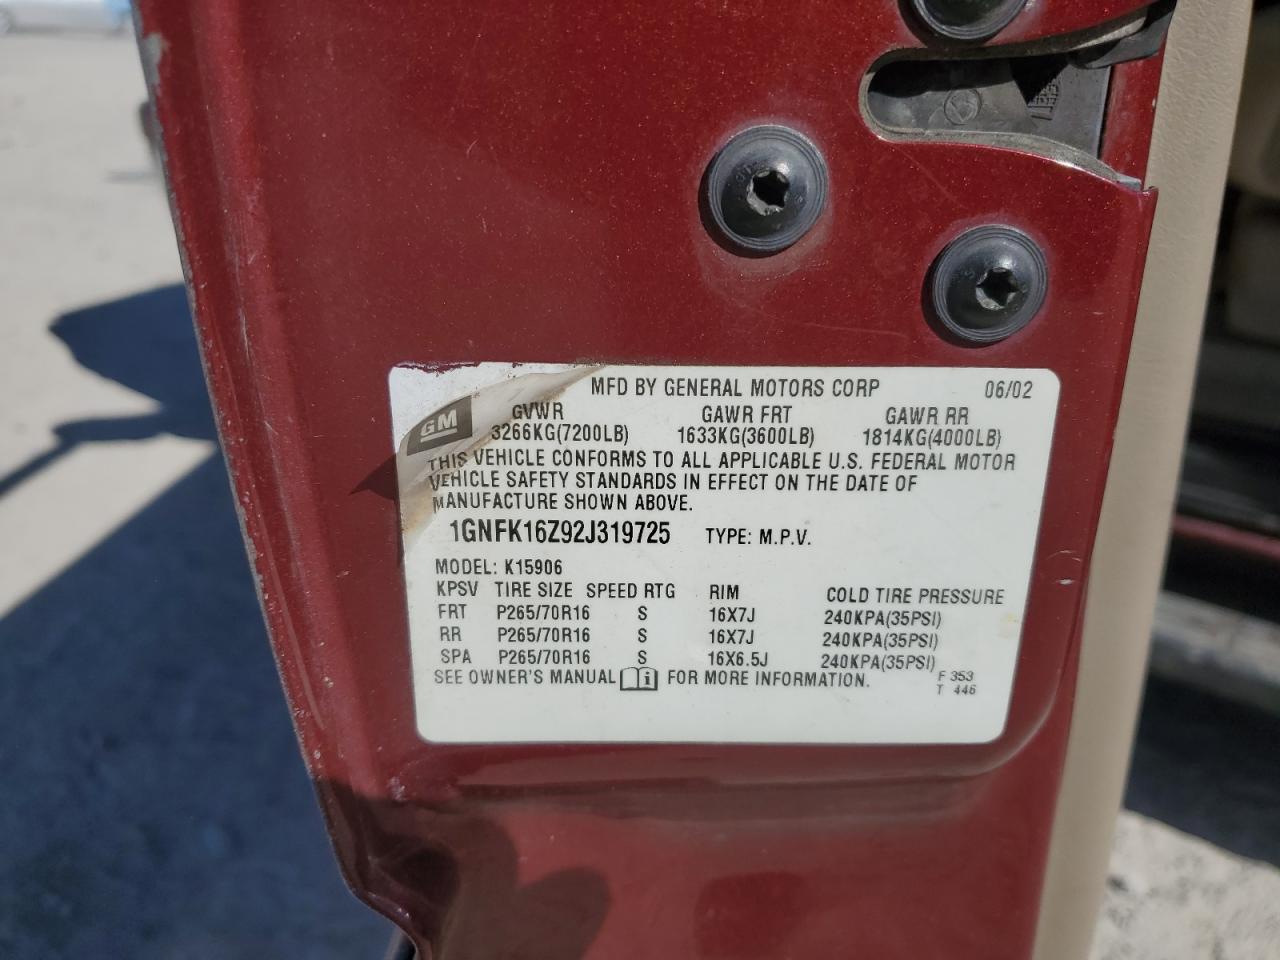 MFD BY GENERAL MOTORS CORP 06/02
GM
GVWR GAWR FRT GAWR RR
3266KG(7200LB) 1633KG(3600LB) 1814KG(4000LB)
THIS VEHICLE CONFORMS TO ALL APPLICABLE U.S. FEDERAL MOTOR
VEHICLE SAFETY STANDARDS IN EFFECT ON THE DATE OF
MANUFACTURE SHOWN ABOVE.
1GNFK16Z92J319725 TYPE: M.P.V.
MODEL: K15906
KPSV TIRE SIZE SPEED RTG RIM COLD TIRE PRESSURE
FRT P265/70R16 S 16X7J 240KPA(35PSI)
RR P265/70R16 S 16X7J 240KPA(35PSI)
SPA P265/70R16 S 16X6.5J 240KPA(35PSI)
SEE OWNER'S MANUAL i FOR MORE INFORMATION.
F 353
T 446